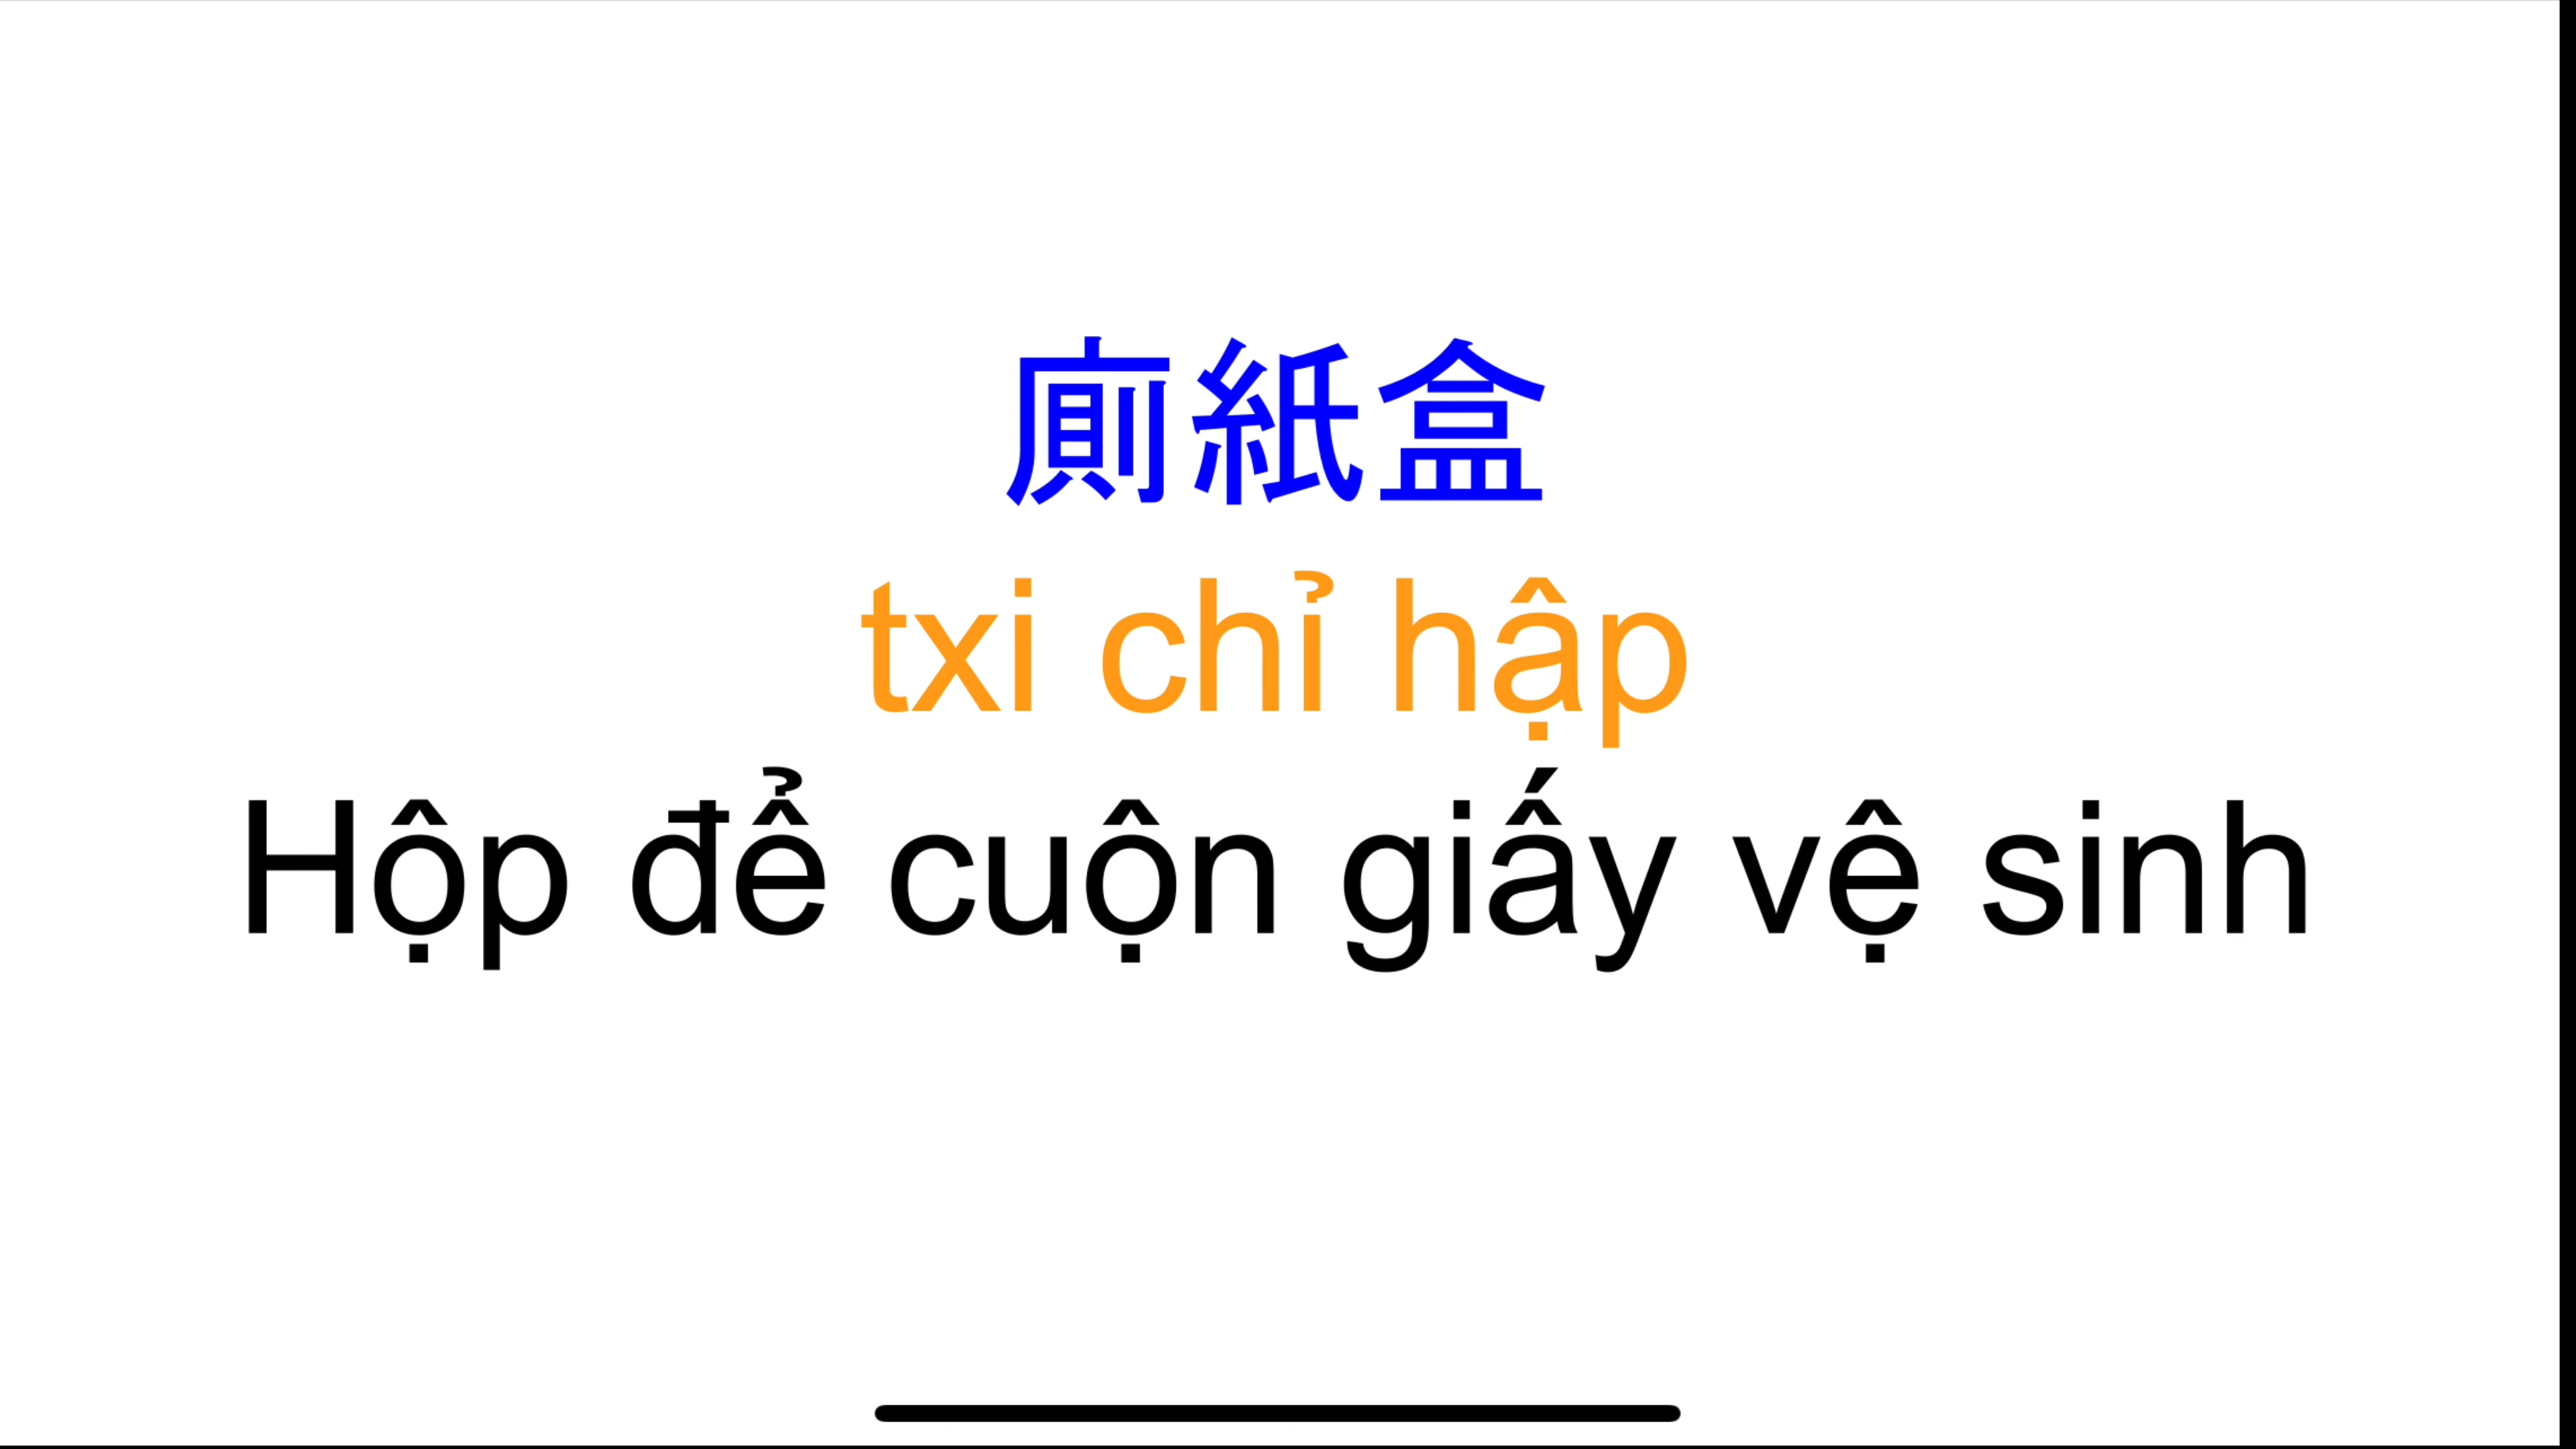 廁紙盒
txi chỉ hập
Hộp để cuộn giấy vệ sinh